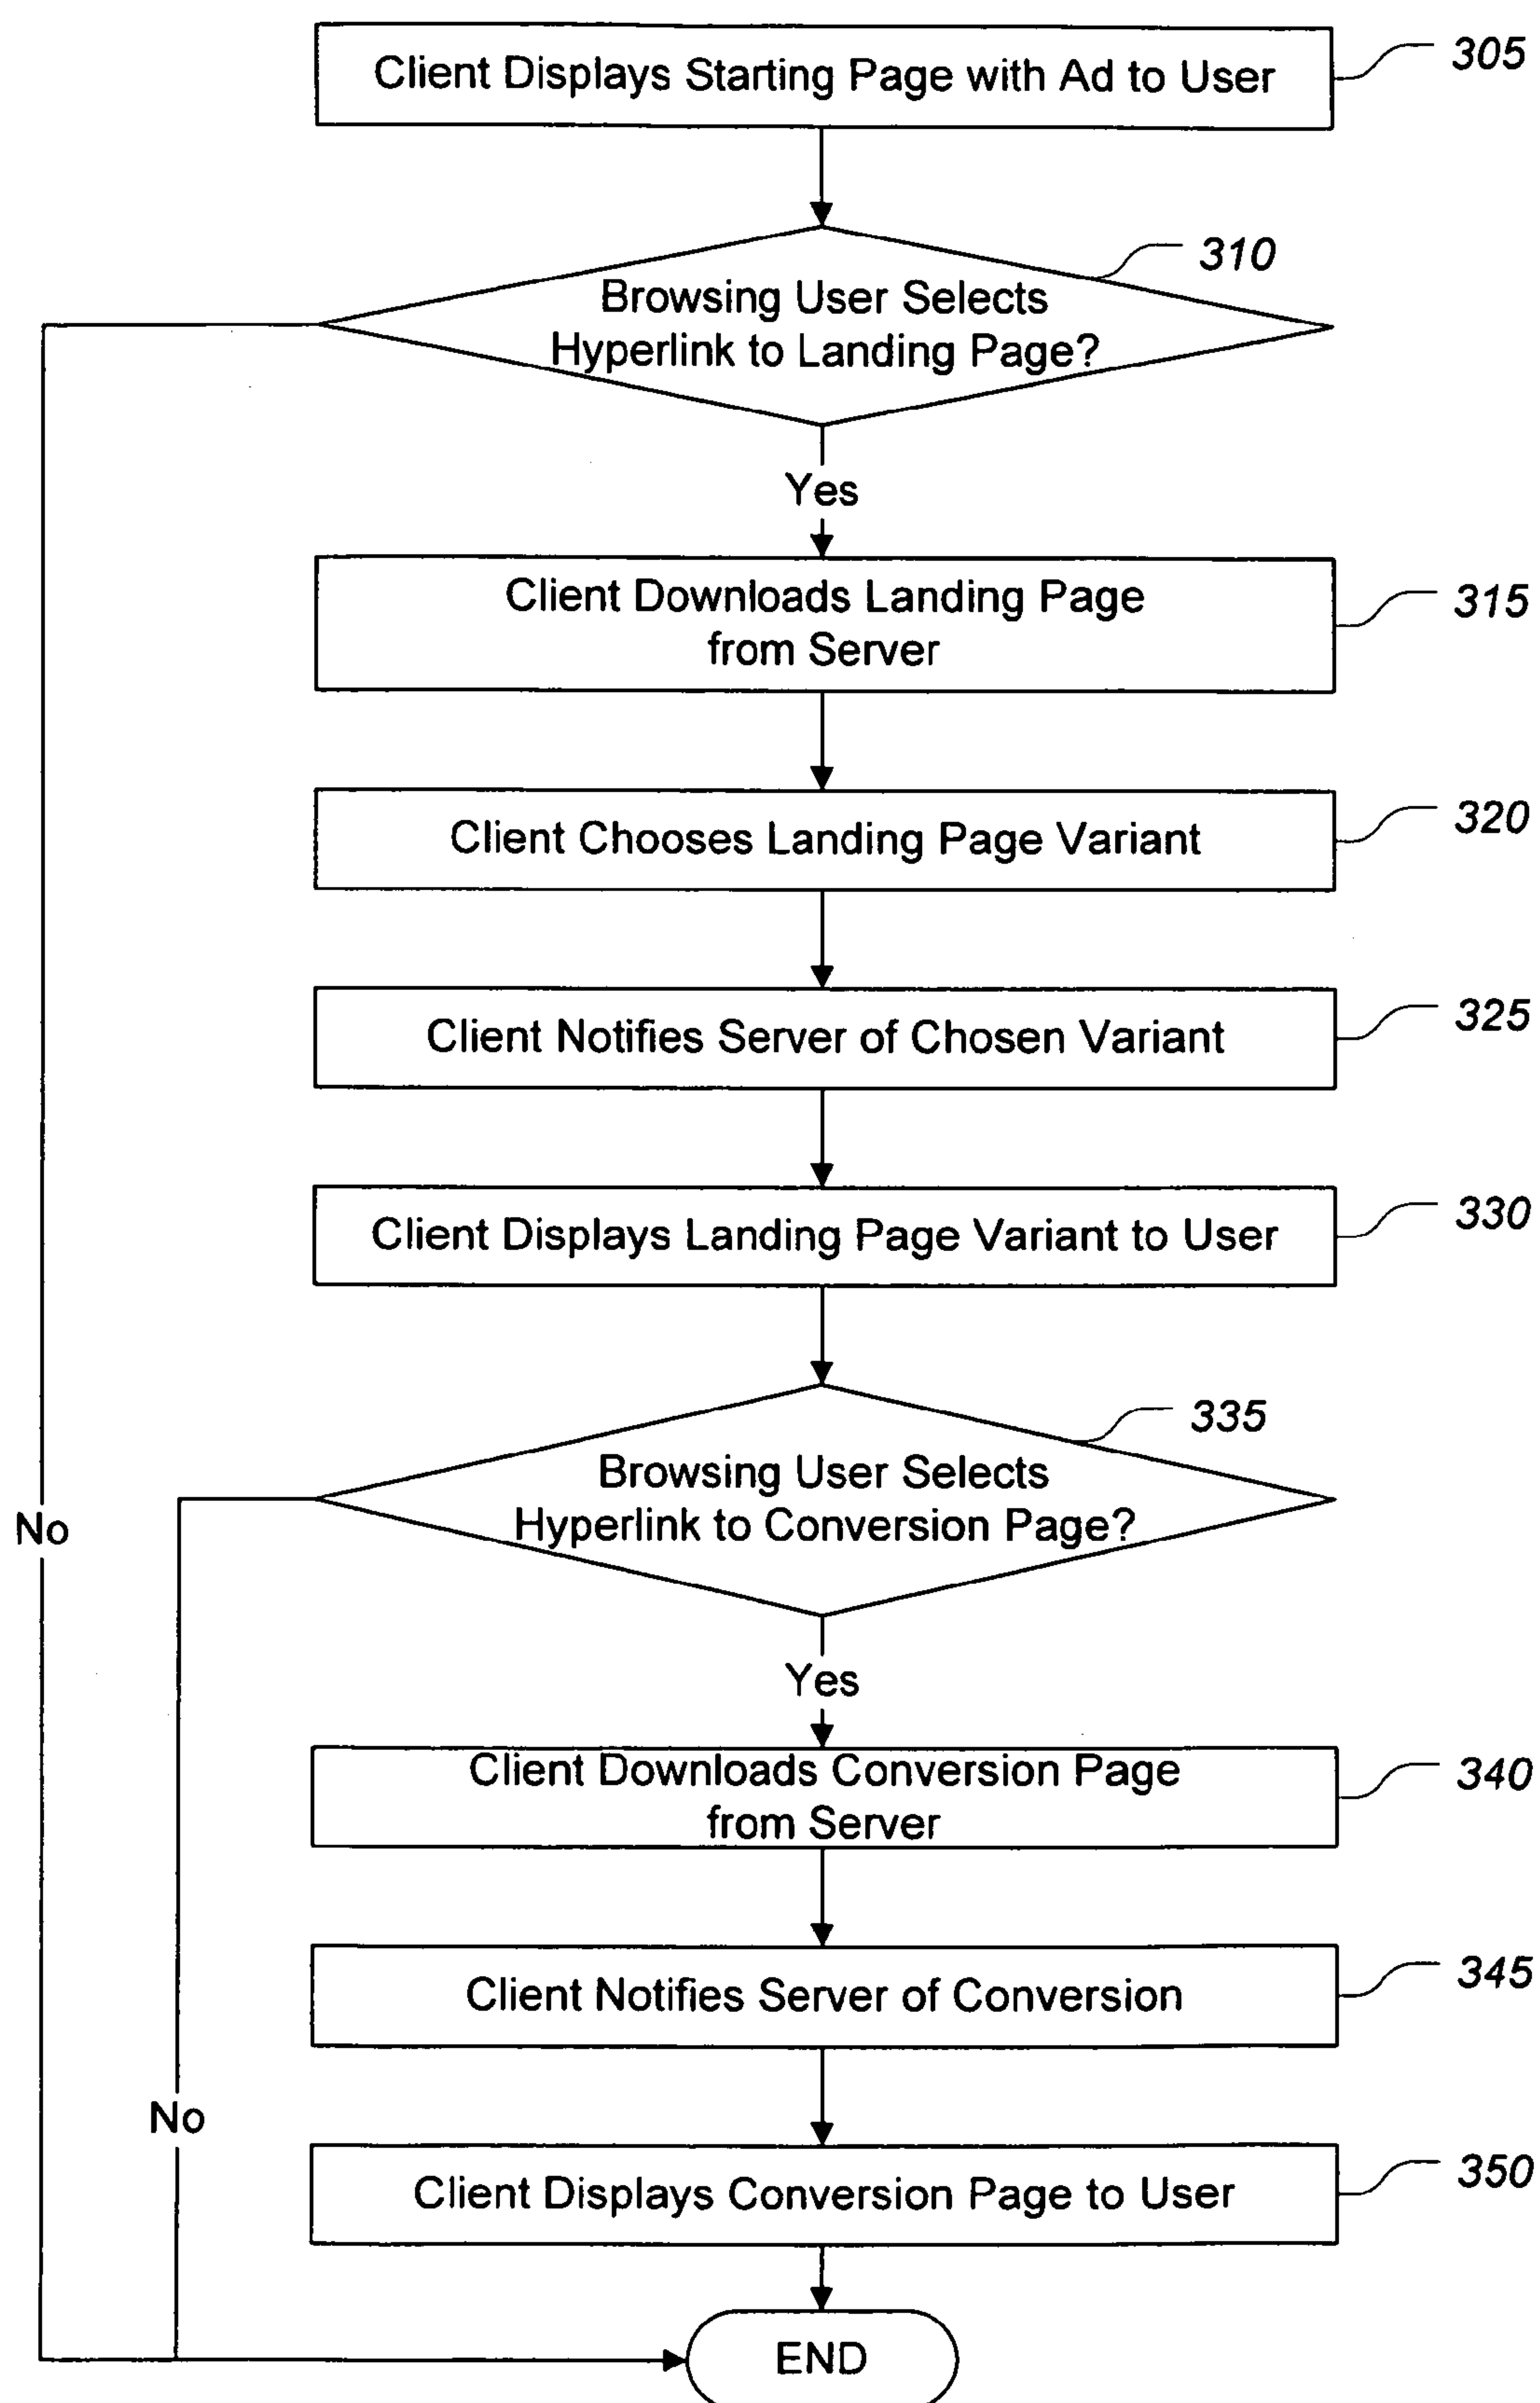 Client Displays Starting Page with Ad to User
305
310
Browsing User Selects
Hyperlink to Landing Page?
Yes
Client Downloads Landing Page
from Server
315
Client Chooses Landing Page Variant
320
Client Notifies Server of Chosen Variant
325
Client Displays Landing Page Variant to User
330
335
Browsing User Selects
Hyperlink to Conversion Page?
No
Yes
Client Downloads Conversion Page
from Server
340
Client Notifies Server of Conversion
345
No
Client Displays Conversion Page to User
350
END